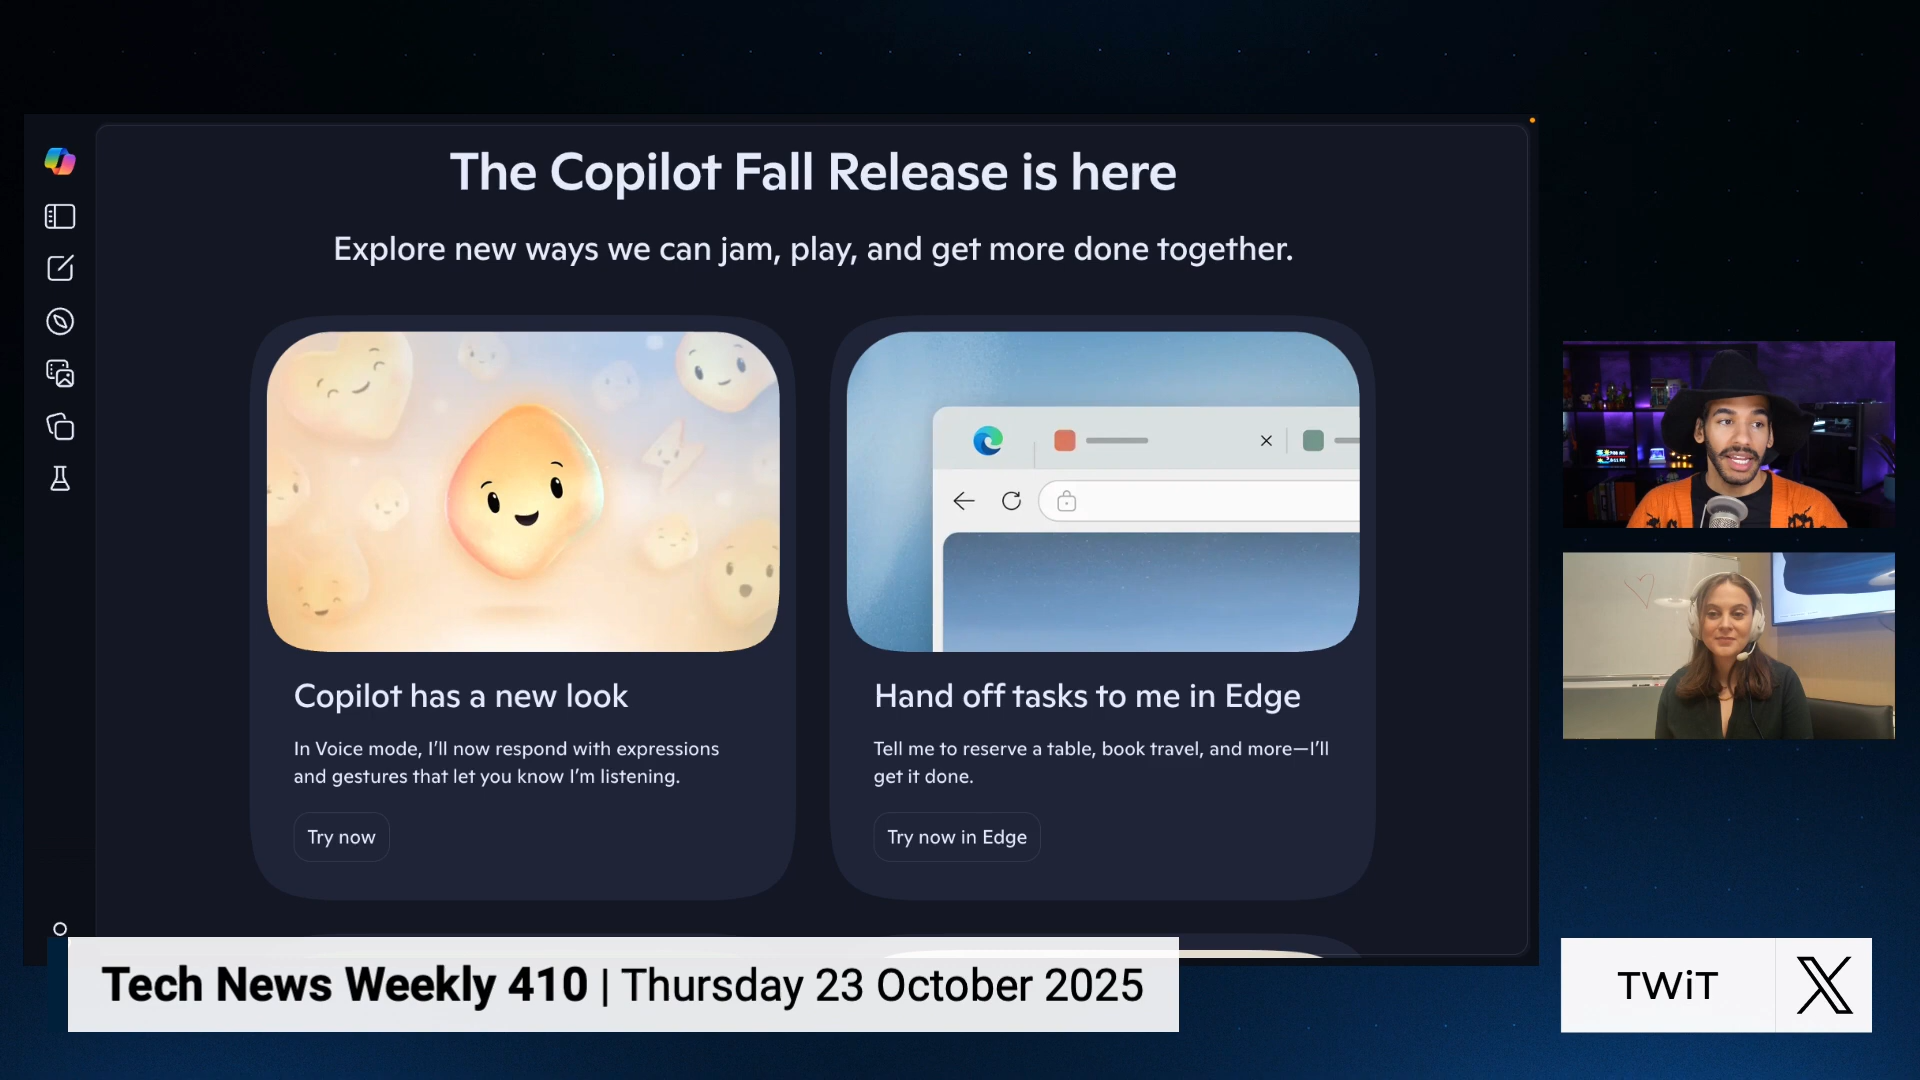 The Copilot Fall Release is here
Explore new ways we can jam, play, and get more done together.
Copilot has a new look
In Voice mode, I’ll now respond with expressions
and gestures that let you know I’m listening.
Try now
Hand off tasks to me in Edge
Tell me to reserve a table, book travel, and more—I’ll
get it done.
Try now in Edge
Tech News Weekly 410 | Thursday 23 October 2025
TWiT